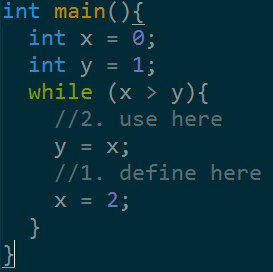 int main(){
  int x = 0;
  int y = 1;
  while (x > y){
    //2. use here
    y = x;
    //1. define here
    x = 2;
  }
}